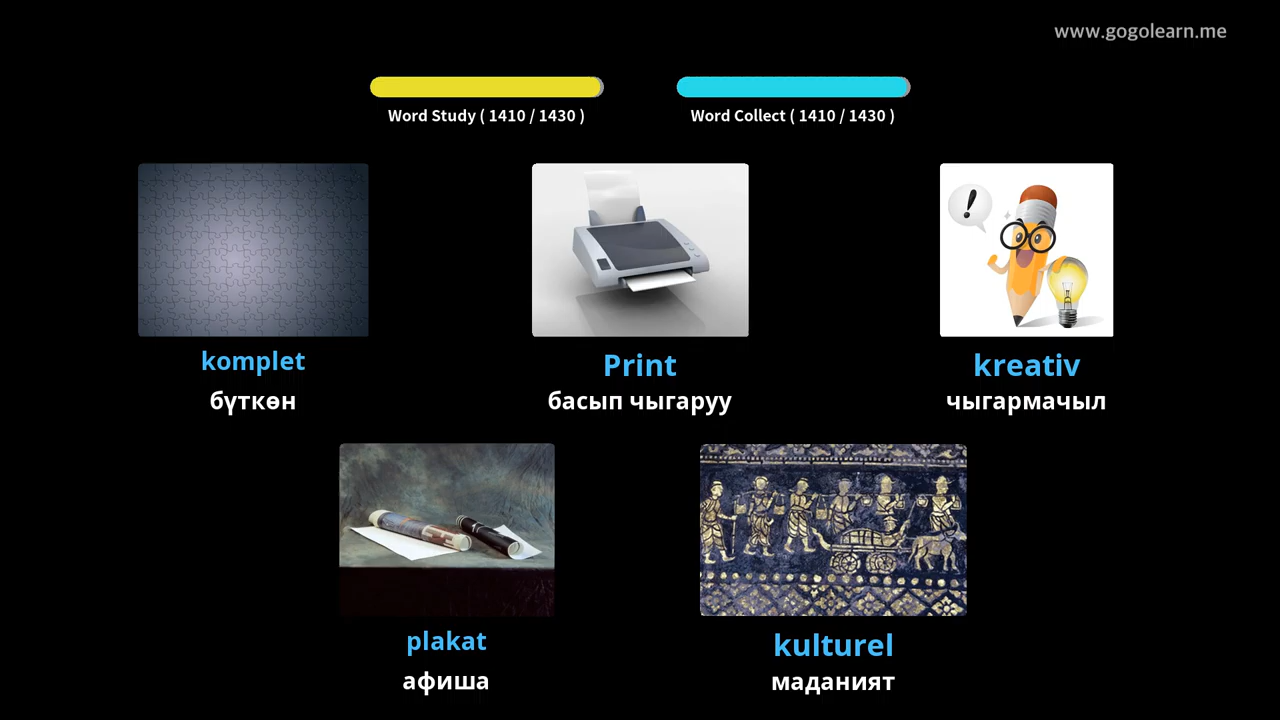 www.gogolearn.me
Word Study ( 1410 / 1430 )
Word Collect ( 1410 / 1430 )
komplet
Print
kreativ
бүткөн
басып чыгаруу
чыгармачыл
plakat
kulturel
афиша
маданият